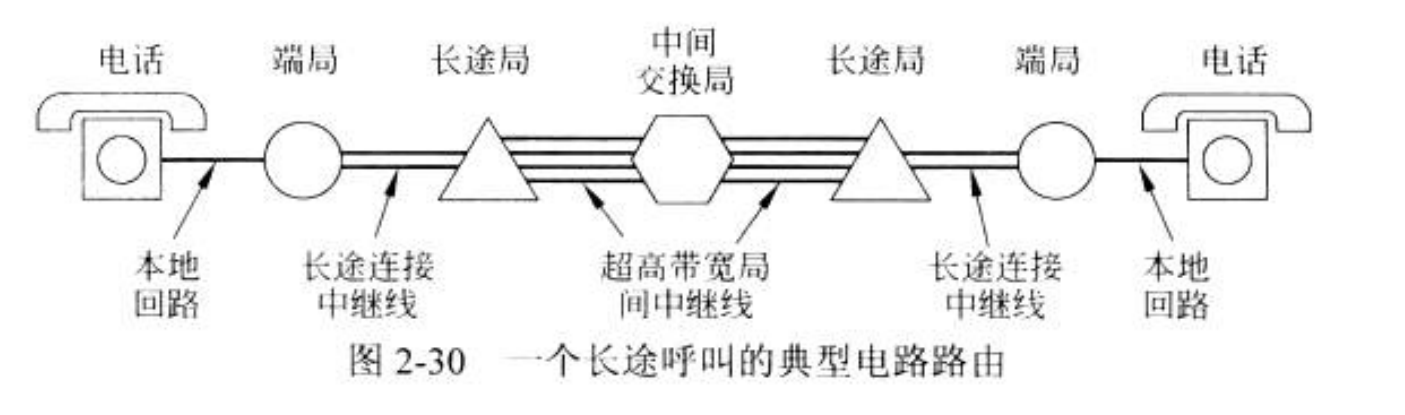 电话 端局 长途局 中间交换局 长途局 端局 电话
本地回路 长途连接中继线 超高带宽局间中继线 长途连接中继线 本地回路
图 2-30 一个长途呼叫的典型电路路由